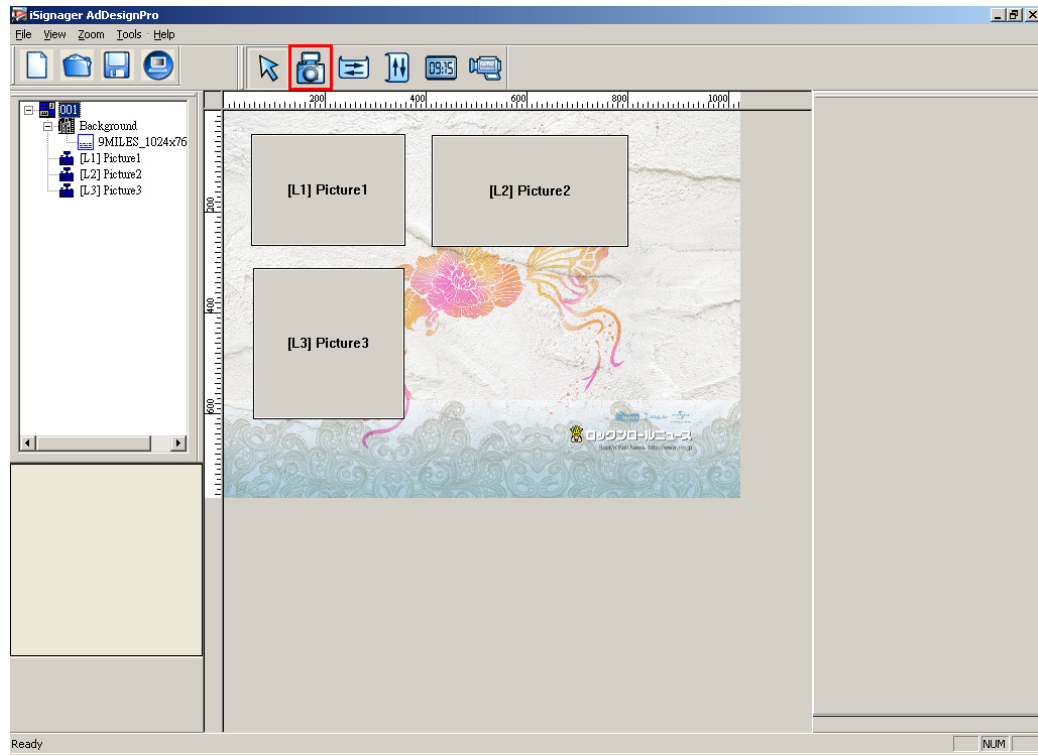 iSignager AdDesignPro
File View Zoom Tools Help
09:15
200 400 600 800 1000
001
Background
9MILES_1024x76
[L1] Picture1
[L2] Picture2
[L3] Picture3
200
400
600
[L1] Picture1
[L2] Picture2
[L3] Picture3
ロックンロールニュース
Ready
NUM